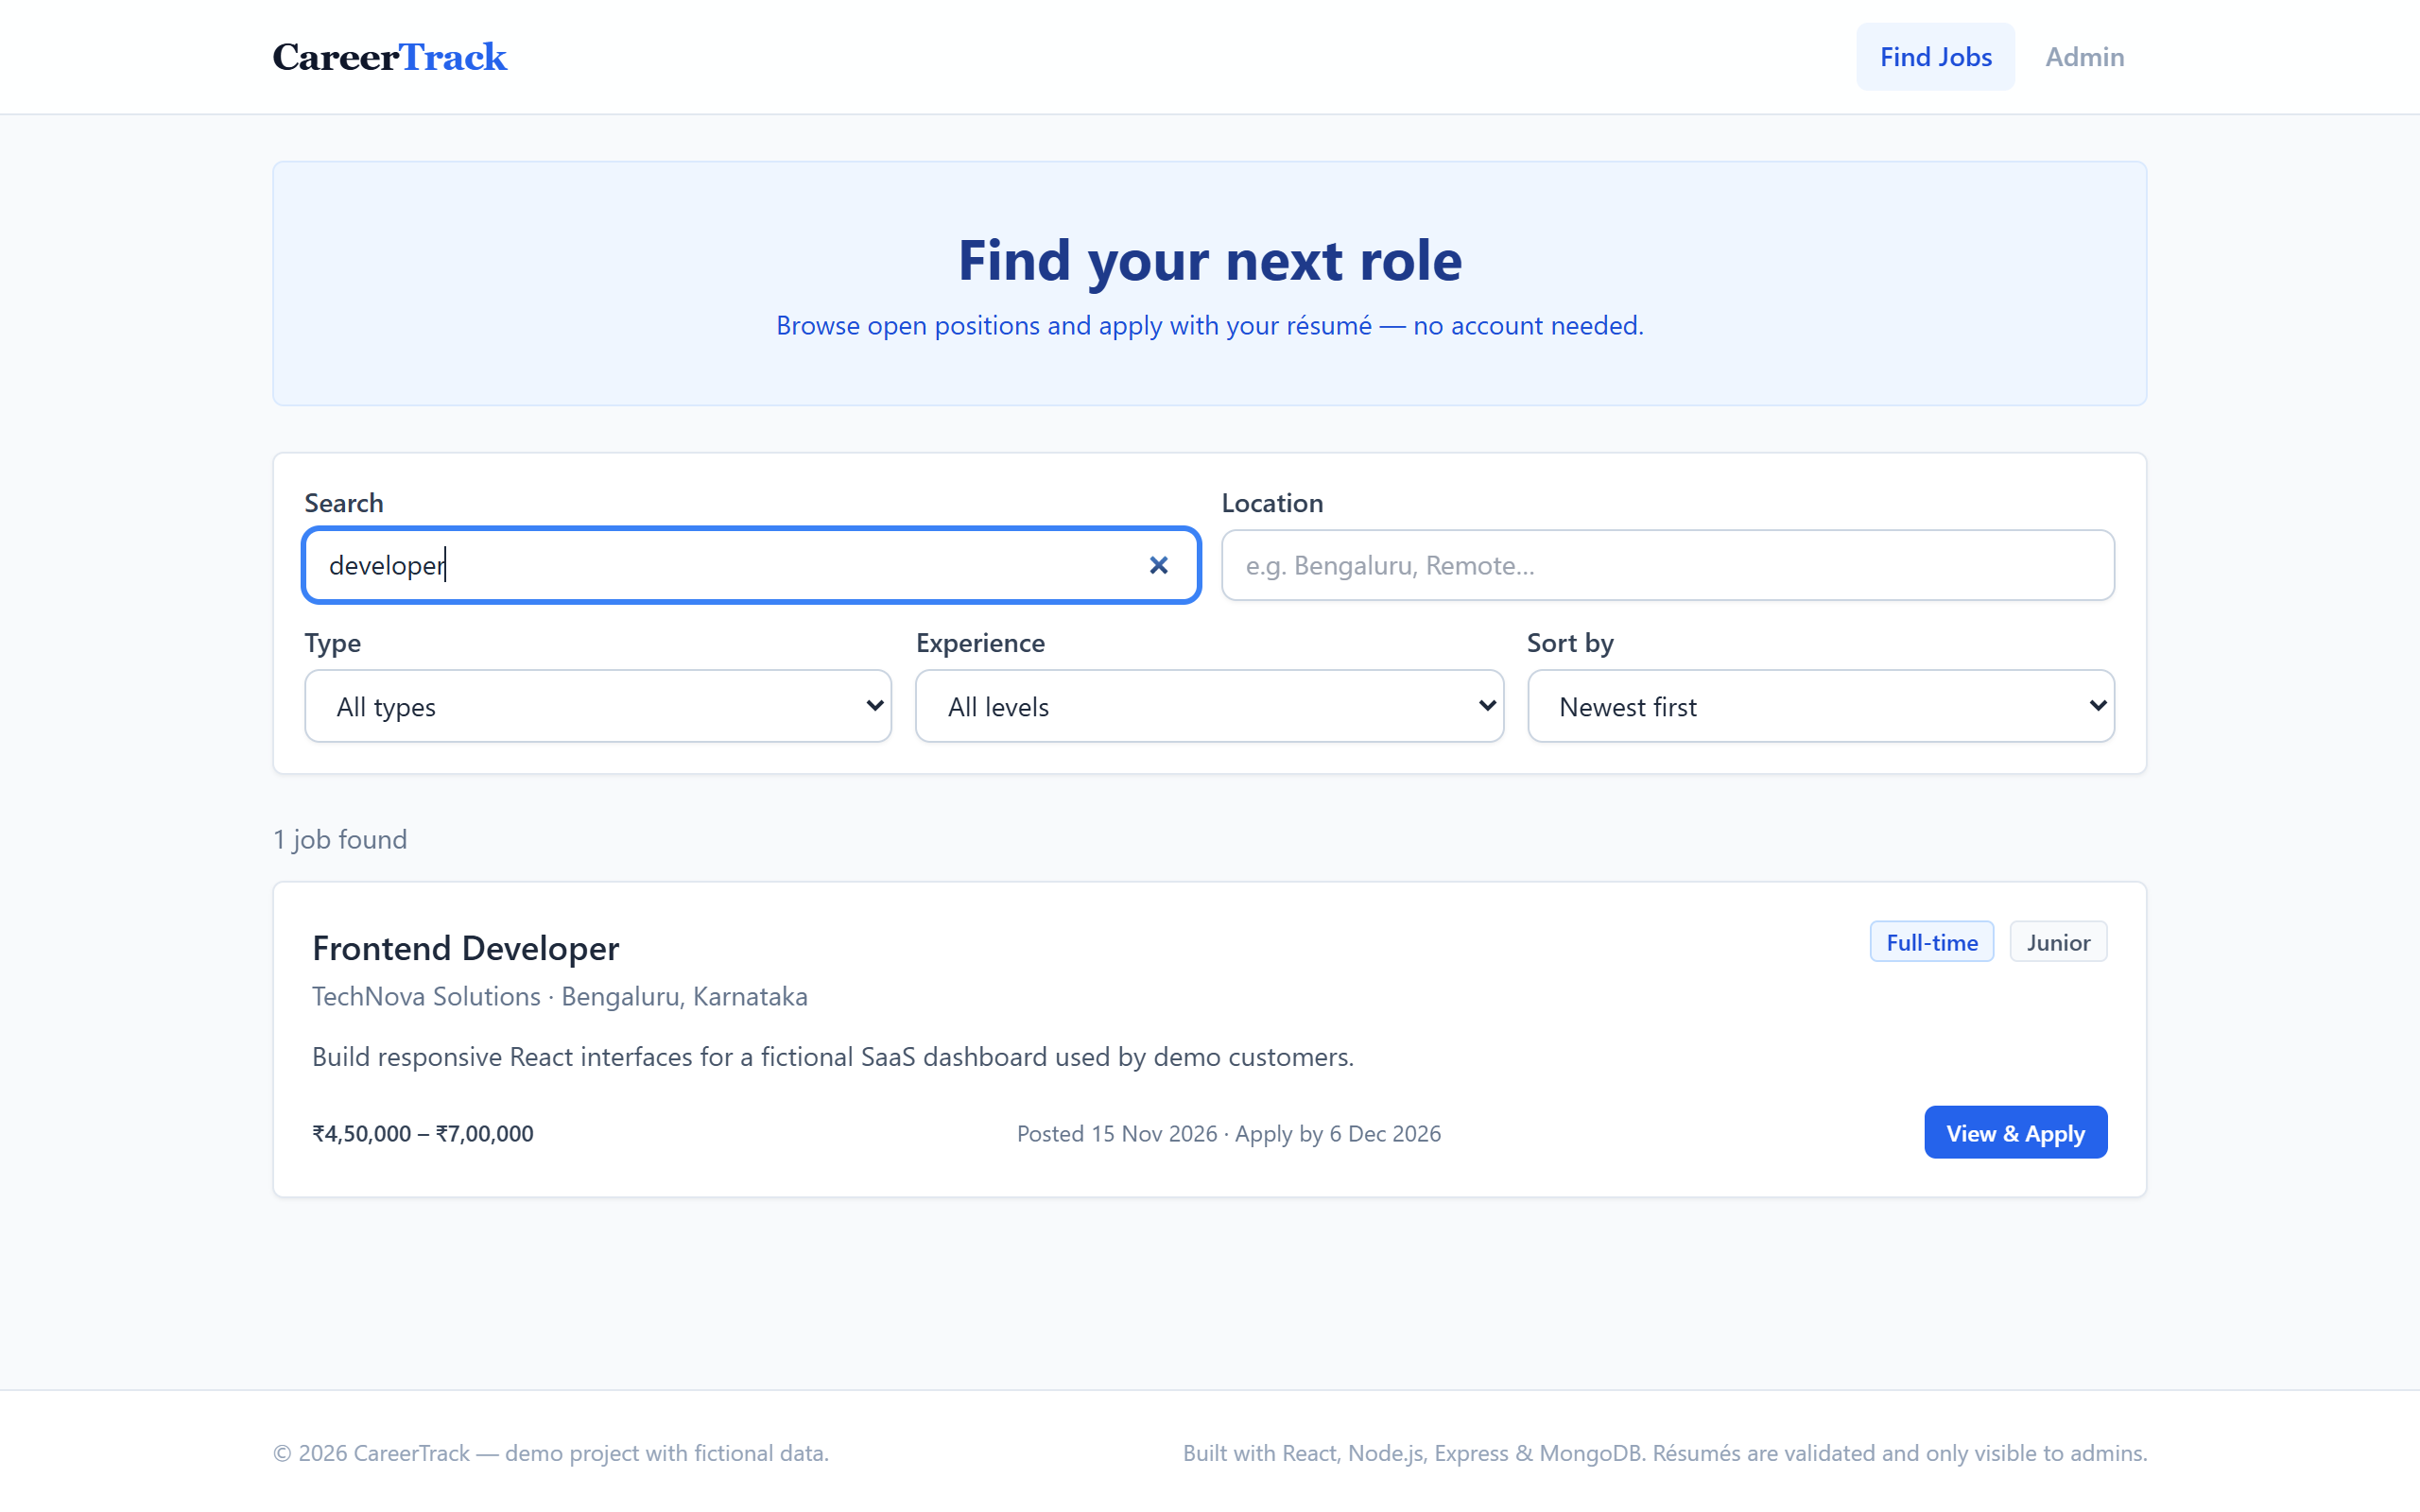 CareerTrack
Find Jobs
Admin
Find your next role
Browse open positions and apply with your résumé — no account needed.
Search
Location
developer
e.g. Bengaluru, Remote...
Type
Experience
Sort by
All types
All levels
Newest first
1 job found
Frontend Developer
Full-time
Junior
TechNova Solutions · Bengaluru, Karnataka
Build responsive React interfaces for a fictional SaaS dashboard used by demo customers.
₹4,50,000 – ₹7,00,000
Posted 15 Nov 2026 · Apply by 6 Dec 2026
View & Apply
© 2026 CareerTrack — demo project with fictional data.
Built with React, Node.js, Express & MongoDB. Résumés are validated and only visible to admins.